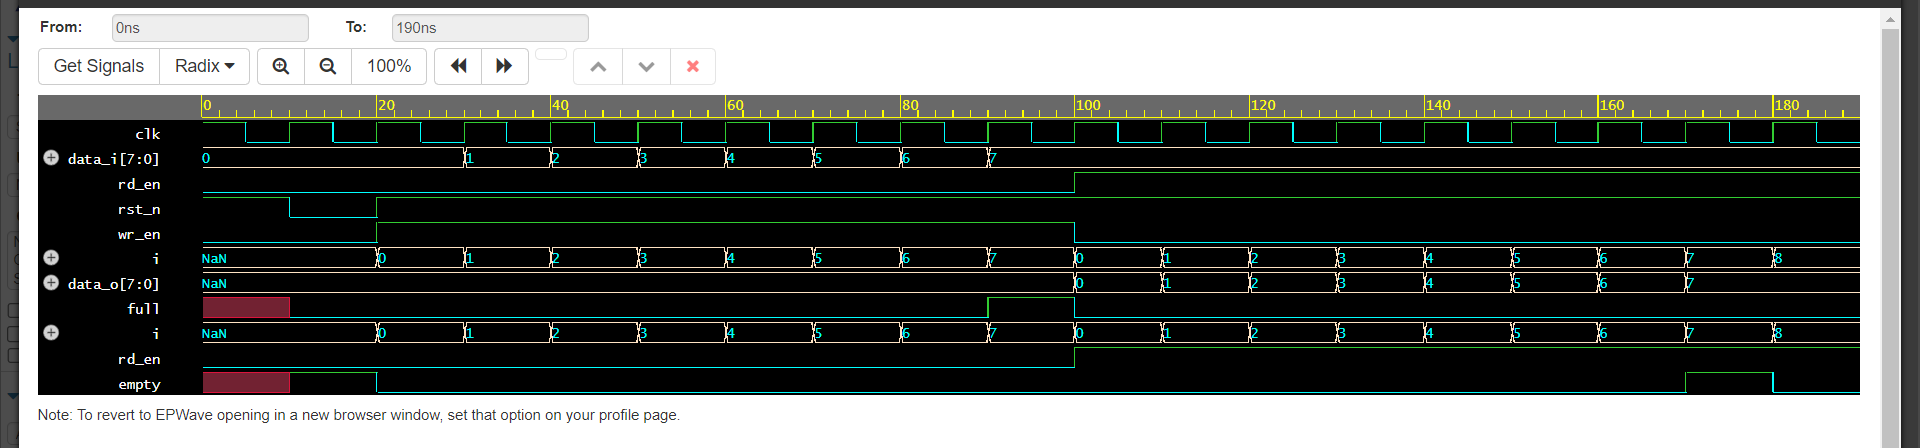 From: 0ns To: 190ns
Get Signals Radix 100%
0 20 40 60 80 100 120 140 160 180
clk
data_i[7:0] 0 1 2 3 4 5 6 7
rd_en
rst_n
wr_en
i NaN 0 1 2 3 4 5 6 7 0 1 2 3 4 5 6 7 8
data_o[7:0] NaN 0 1 2 3 4 5 6 7
full
i NaN 0 1 2 3 4 5 6 7 0 1 2 3 4 5 6 7 8
rd_en
empty
Note: To revert to EPWave opening in a new browser window, set that option on your profile page.